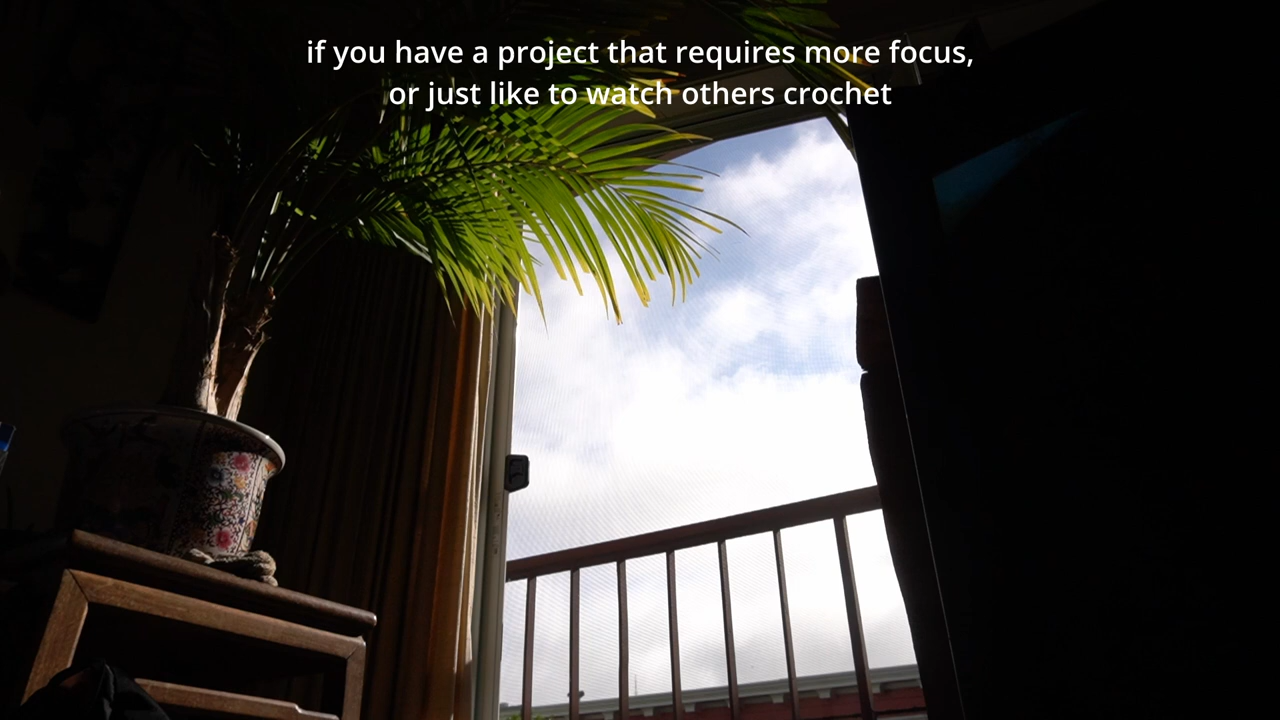 if you have a project that requires more focus,
or just like to watch others crochet